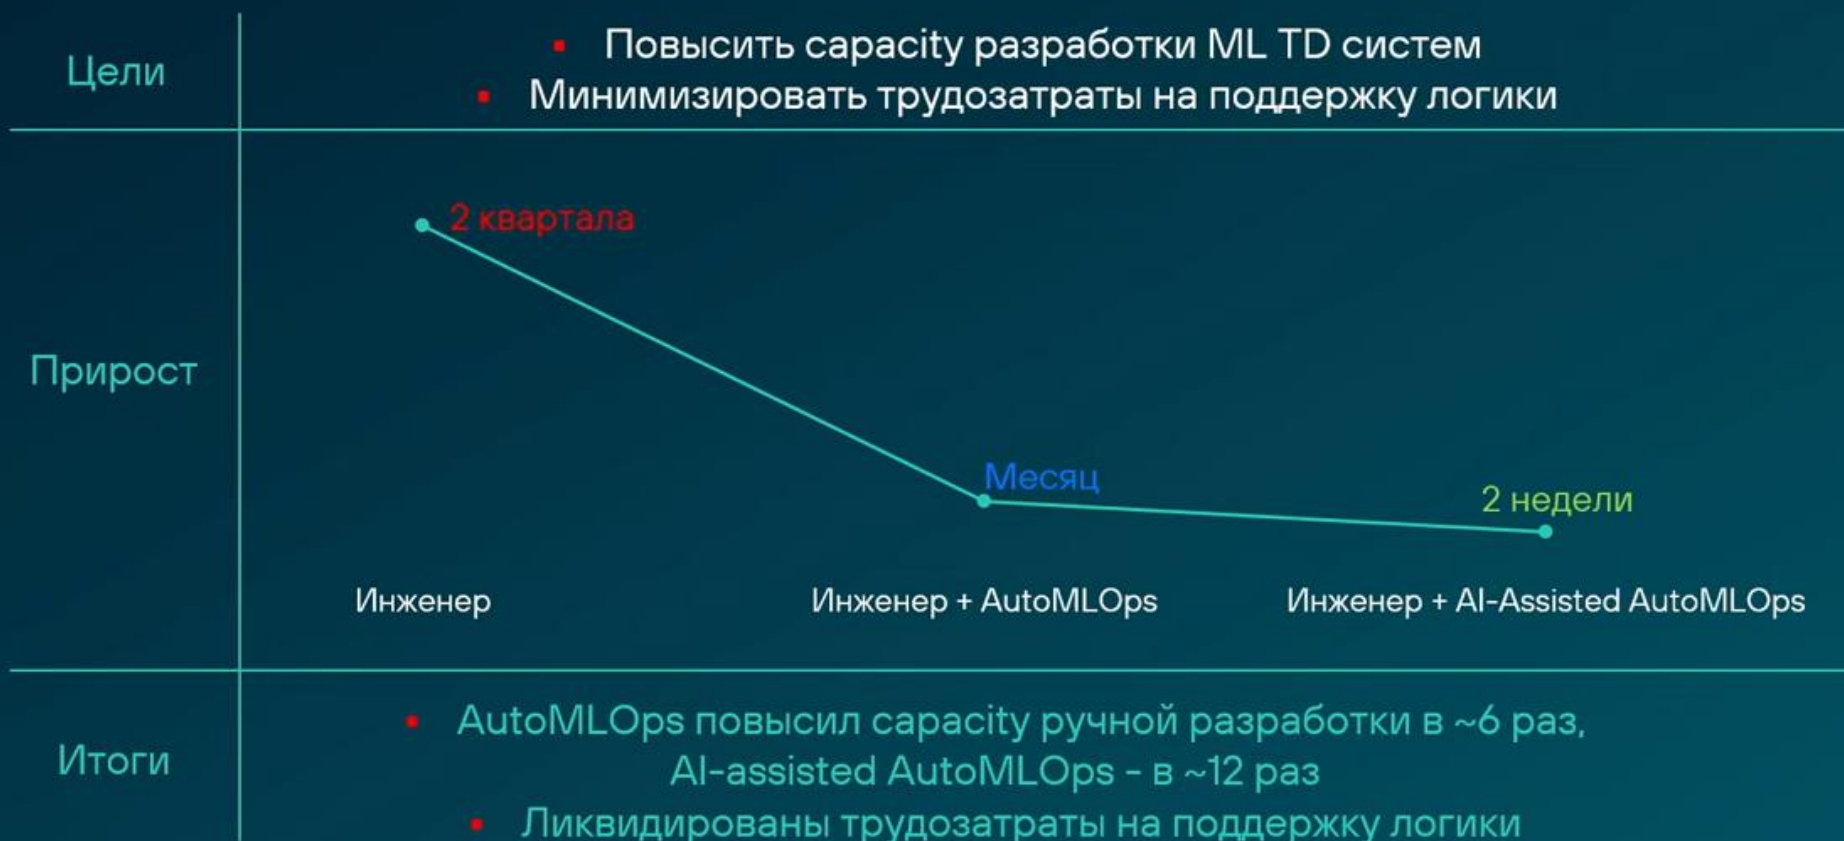 Цели
Повысить capacity разработки ML TD систем
Минимизировать трудозатраты на поддержку логики
Прирост
2 квартала
Месяц
2 недели
Инженер
Инженер + AutoMLOps
Инженер + AI-Assisted AutoMLOps
Итоги
AutoMLOps повысил capacity ручной разработки в ~6 раз,
AI-assisted AutoMLOps - в ~12 раз
Ликвидированы трудозатраты на поддержку логики